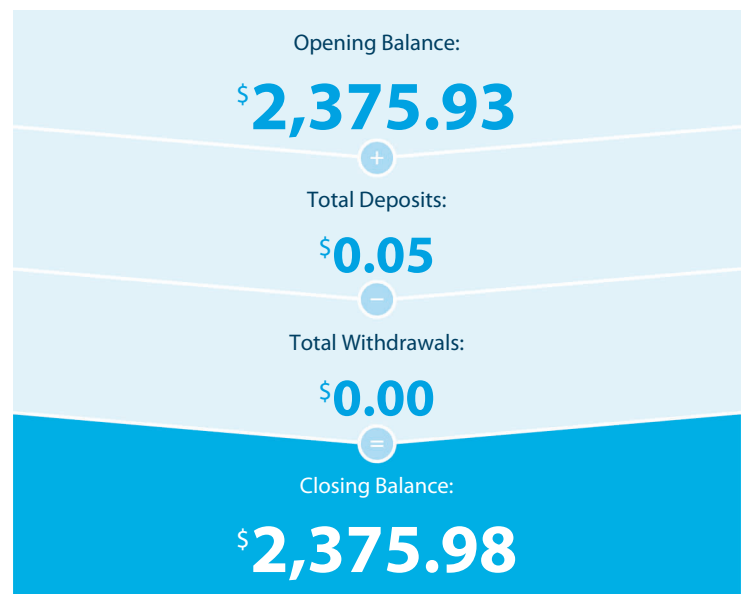 Opening Balance:
$2,375.93
+
Total Deposits:
$0.05
−
Total Withdrawals:
$0.00
=
Closing Balance:
$2,375.98